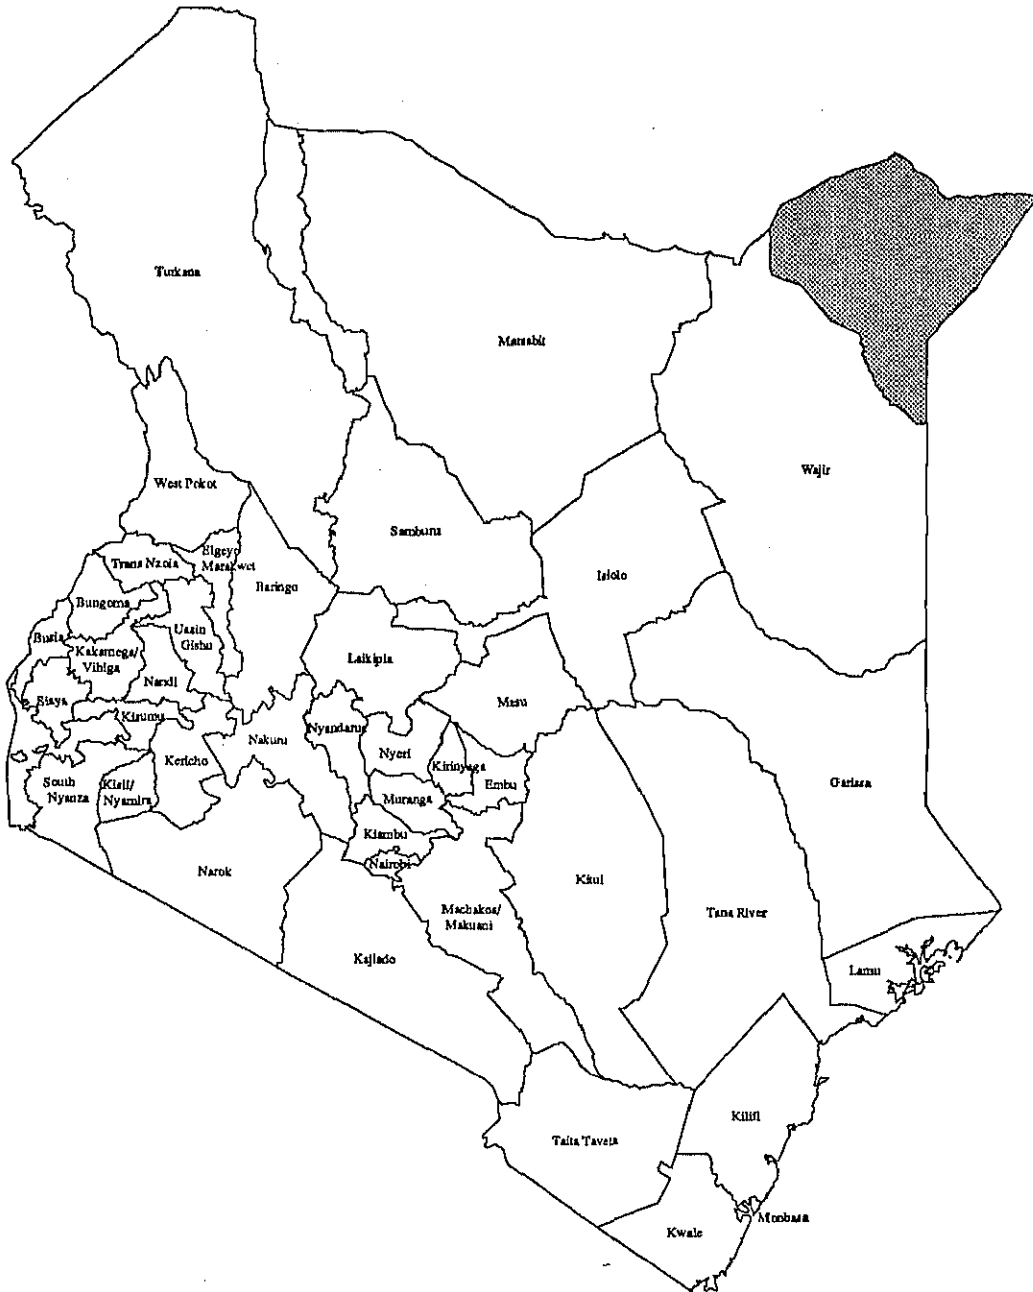 Turkana
Marsabit
Wajir
West Pokot
Samburu
Elgeyo
Marakwet
Trans Nzoia
Isiolo
Baringo
Bungoma
Uasin
Gishu
Busia
Kakamega/
Vihiga
Laikipia
Nandi
Siaya
Meru
Kisumu
Nyandarua
Nakuru
Nyeri
Kericho
Kirinyaga
South
Nyanza
Kisii/
Nyamira
Embu
Garissa
Muranga
Kiambu
Nairobi
Narok
Kitui
Machakos/
Makuani
Tana River
Kajiado
Lamu
Kilifi
Taita Taveta
Mombasa
Kwale